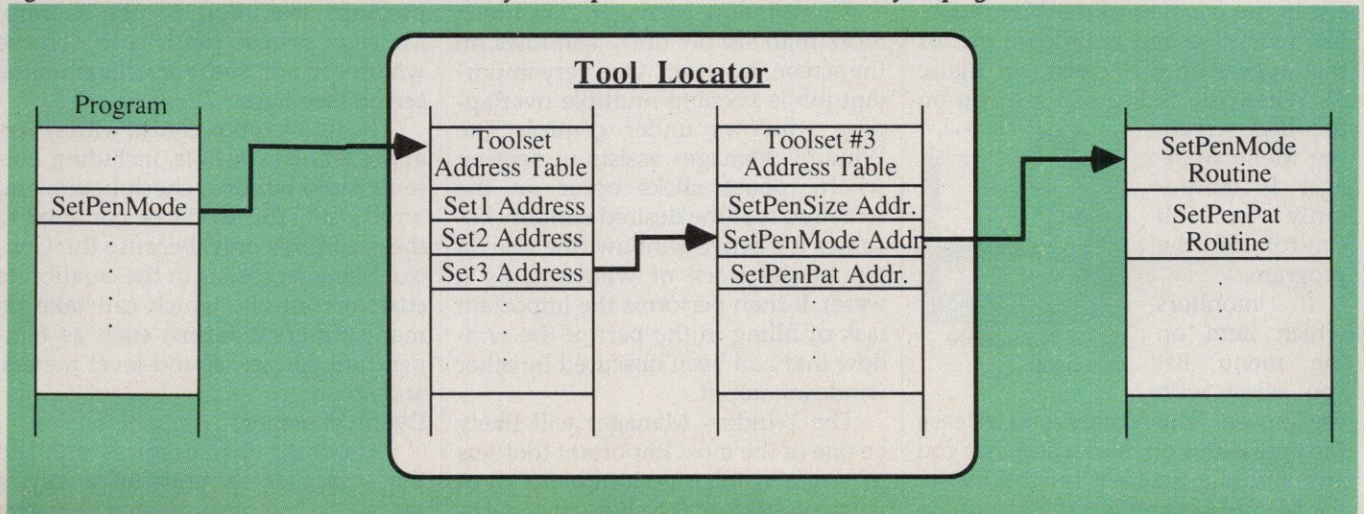 Tool Locator
Program
SetPenMode
Toolset
Address Table
Set1 Address
Set2 Address
Set3 Address
Toolset #3
Address Table
SetPenSize Addr.
SetPenMode Addr.
SetPenPat Addr.
SetPenMode
Routine
SetPenPat
Routine